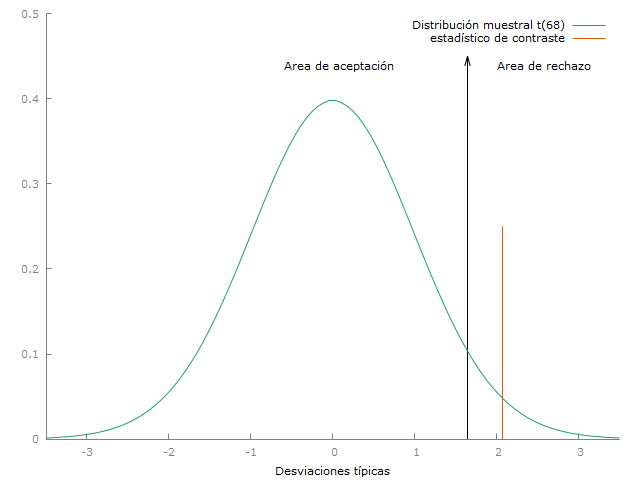 Distribución muestral t(68)
estadístico de contraste
Area de aceptación
Area de rechazo
0.5
0.4
0.3
0.2
0.1
0
-3
-2
-1
0
1
2
3
Desviaciones típicas